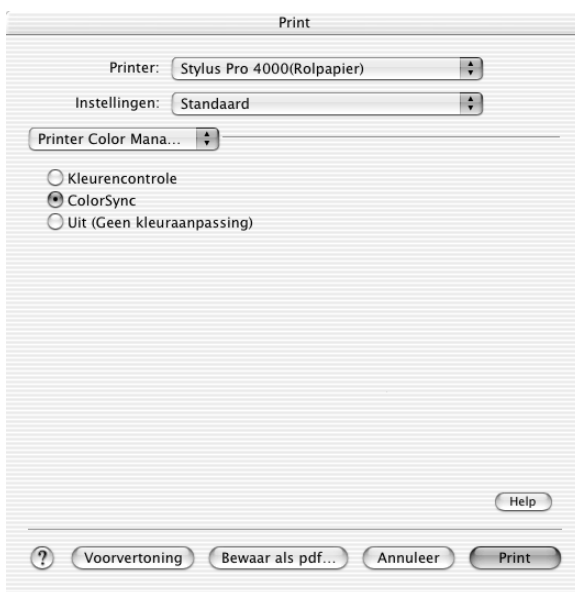 Print
Printer: Stylus Pro 4000(Rolpapier)
Instellingen: Standaard
Printer Color Mana...
Kleurencontrole
ColorSync
Uit (Geen kleuraanpassing)
Help
? Voorvertoning Bewaar als pdf... Annuleer Print